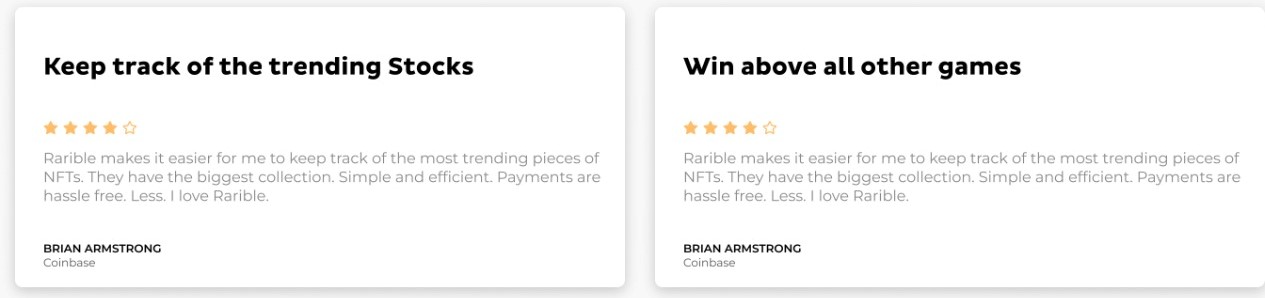 Keep track of the trending Stocks
Rarible makes it easier for me to keep track of the most trending pieces of
NFTs. They have the biggest collection. Simple and efficient. Payments are
hassle free. Less. I love Rarible.
BRIAN ARMSTRONG
Coinbase
Win above all other games
Rarible makes it easier for me to keep track of the most trending pieces of
NFTs. They have the biggest collection. Simple and efficient. Payments are
hassle free. Less. I love Rarible.
BRIAN ARMSTRONG
Coinbase